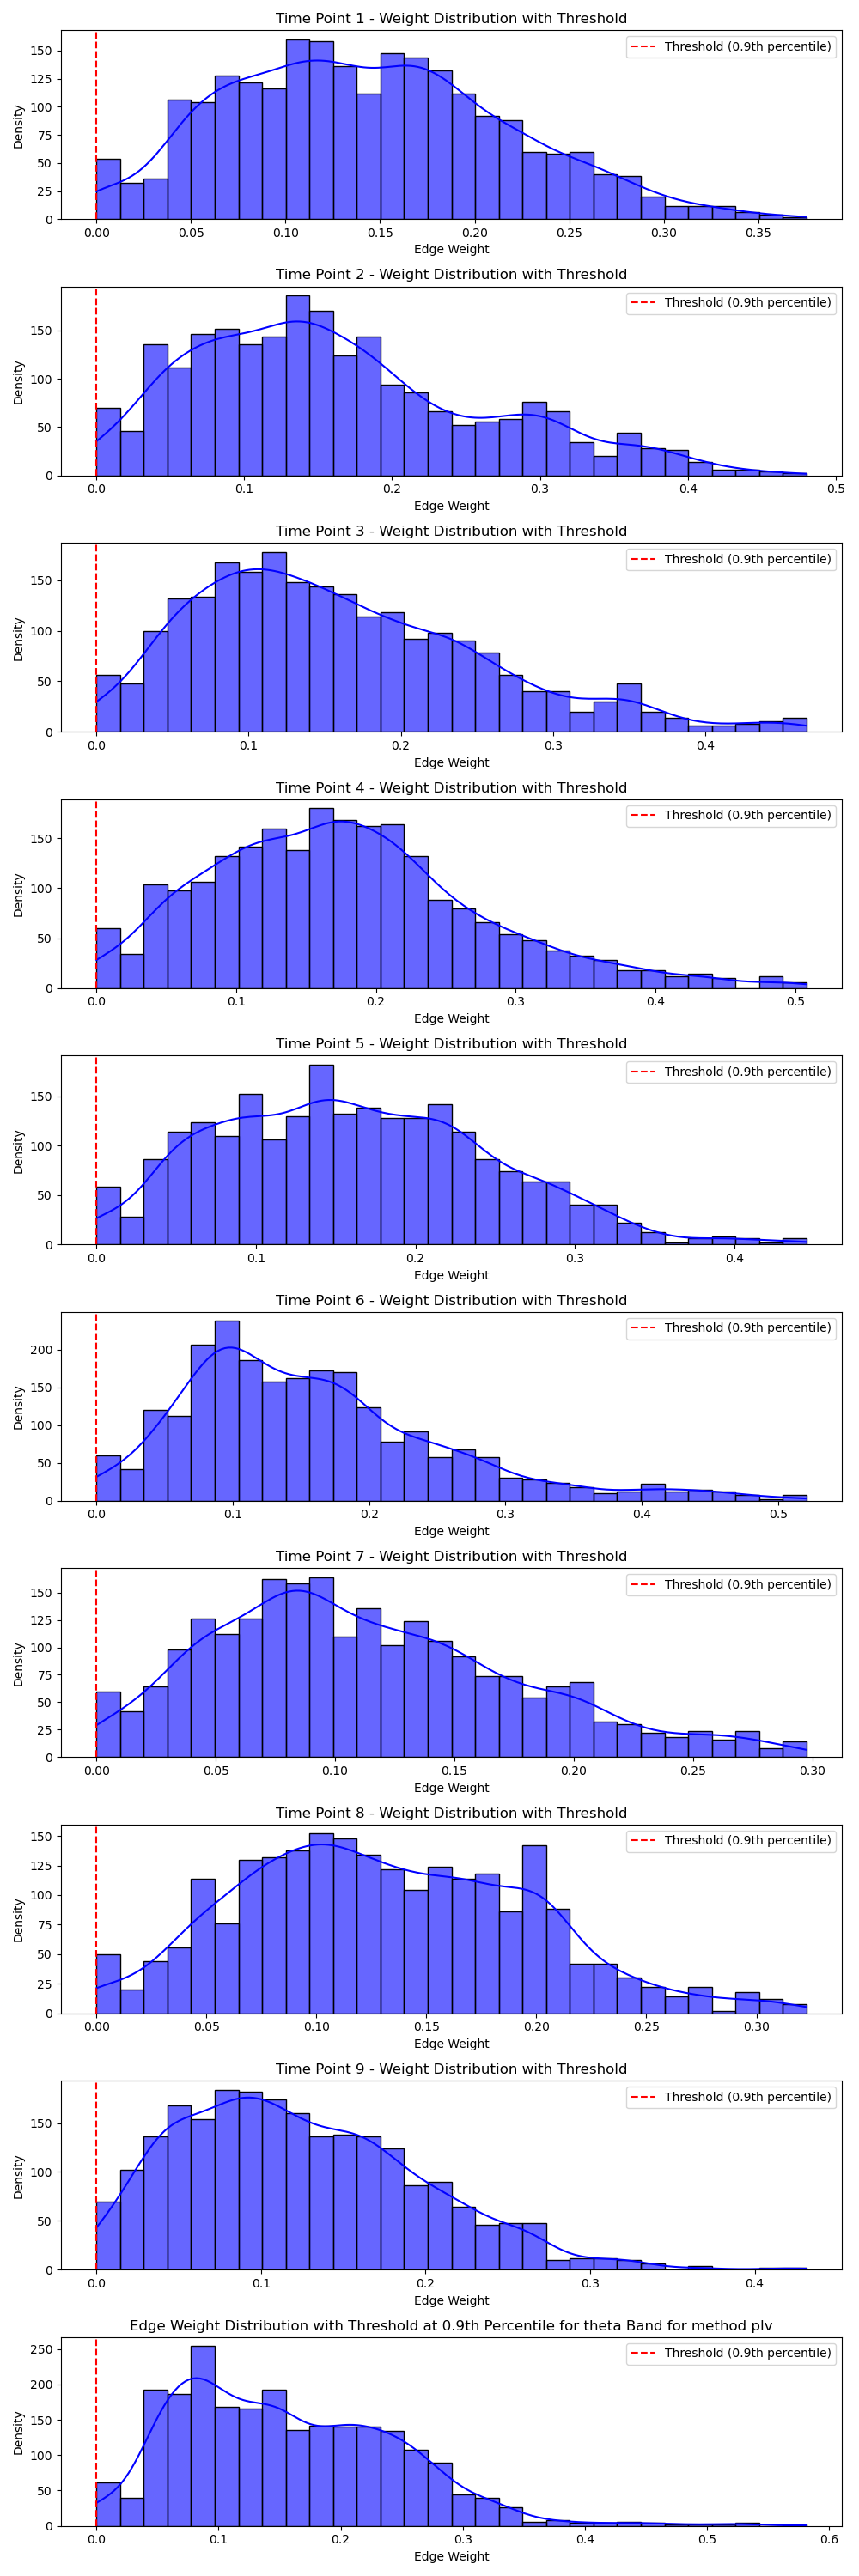 Time Point 1 - Weight Distribution with Threshold
Threshold (0.9th percentile)
Density
150
125
100
75
50
25
0
0.00 0.05 0.10 0.15 0.20 0.25 0.30 0.35
Edge Weight
Time Point 2 - Weight Distribution with Threshold
Threshold (0.9th percentile)
Density
150
100
50
0
0.0 0.1 0.2 0.3 0.4 0.5
Edge Weight
Time Point 3 - Weight Distribution with Threshold
Threshold (0.9th percentile)
Density
150
100
50
0
0.0 0.1 0.2 0.3 0.4
Edge Weight
Time Point 4 - Weight Distribution with Threshold
Threshold (0.9th percentile)
Density
150
100
50
0
0.0 0.1 0.2 0.3 0.4 0.5
Edge Weight
Time Point 5 - Weight Distribution with Threshold
Threshold (0.9th percentile)
Density
150
100
50
0
0.0 0.1 0.2 0.3 0.4
Edge Weight
Time Point 6 - Weight Distribution with Threshold
Threshold (0.9th percentile)
Density
200
150
100
50
0
0.0 0.1 0.2 0.3 0.4 0.5
Edge Weight
Time Point 7 - Weight Distribution with Threshold
Threshold (0.9th percentile)
Density
150
125
100
75
50
25
0
0.00 0.05 0.10 0.15 0.20 0.25 0.30
Edge Weight
Time Point 8 - Weight Distribution with Threshold
Threshold (0.9th percentile)
Density
150
125
100
75
50
25
0
0.00 0.05 0.10 0.15 0.20 0.25 0.30
Edge Weight
Time Point 9 - Weight Distribution with Threshold
Threshold (0.9th percentile)
Density
150
100
50
0
0.0 0.1 0.2 0.3 0.4
Edge Weight
Edge Weight Distribution with Threshold at 0.9th Percentile for theta Band for method plv
Threshold (0.9th percentile)
Density
250
200
150
100
50
0
0.0 0.1 0.2 0.3 0.4 0.5 0.6
Edge Weight